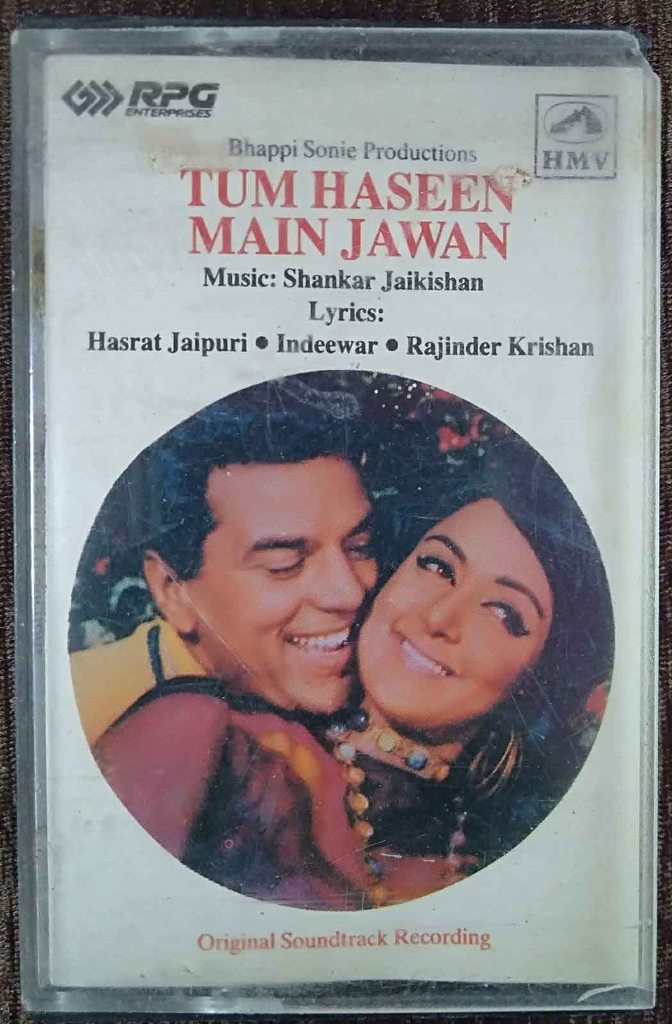 RPG
ENTERPRISES
HMV
Bhappi Sonie Productions
TUM HASEEN
MAIN JAWAN
Music: Shankar Jaikishan
Lyrics:
Hasrat Jaipuri • Indeewar • Rajinder Krishan
Original Soundtrack Recording